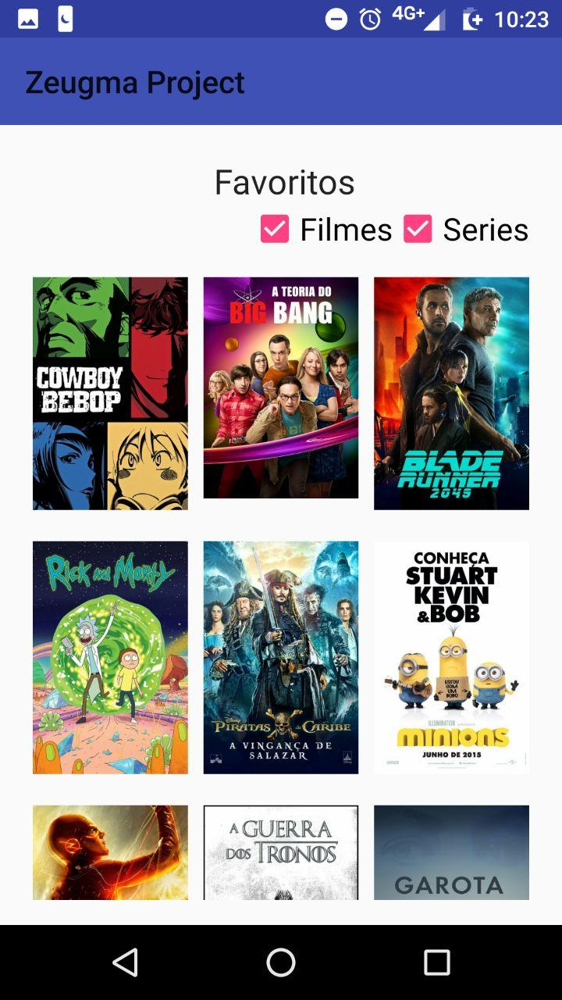 4G+ 10:23
Zeugma Project
Favoritos
Filmes Series
COWBOY
BEBOP
A TEORIA DO
BIG BANG
BLADE
RUNNER
2049
Rick and Morty
CONHEÇA
STUART
KEVIN
&BOB
ESTOU
COM
UM
BOBO
Disney
PIRATAS do CARIBE
A VINGANÇA DE
SALAZAR
ILLUMINATION
minions
JUNHO DE 2015
A GUERRA
DOS TRONOS
GAROTA